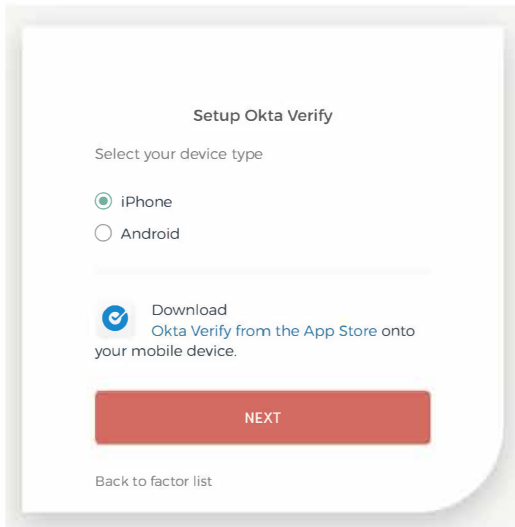 Setup Okta Verify
Select your device type
iPhone
Android
Download
Okta Verify from the App Store onto
your mobile device.
NEXT
Back to factor list